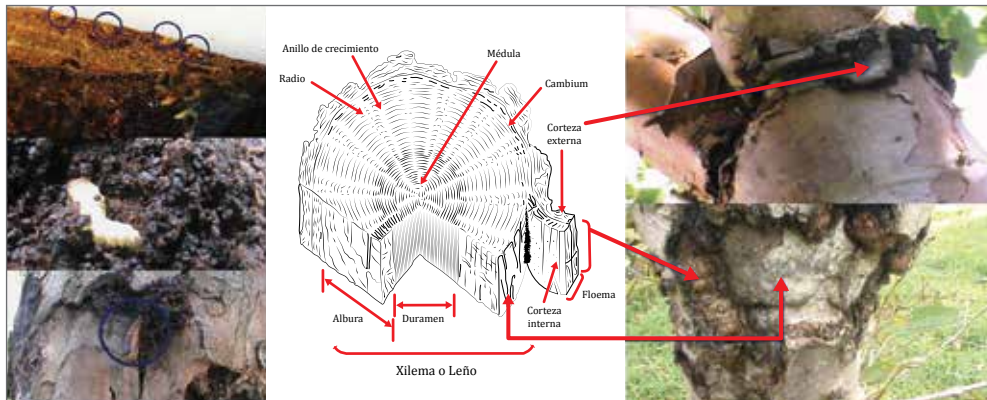 Anillo de crecimiento
Médula
Radio
Cambium
Corteza
externa
Floema
Corteza
interna
Albura
Duramen
Xilema o Leño